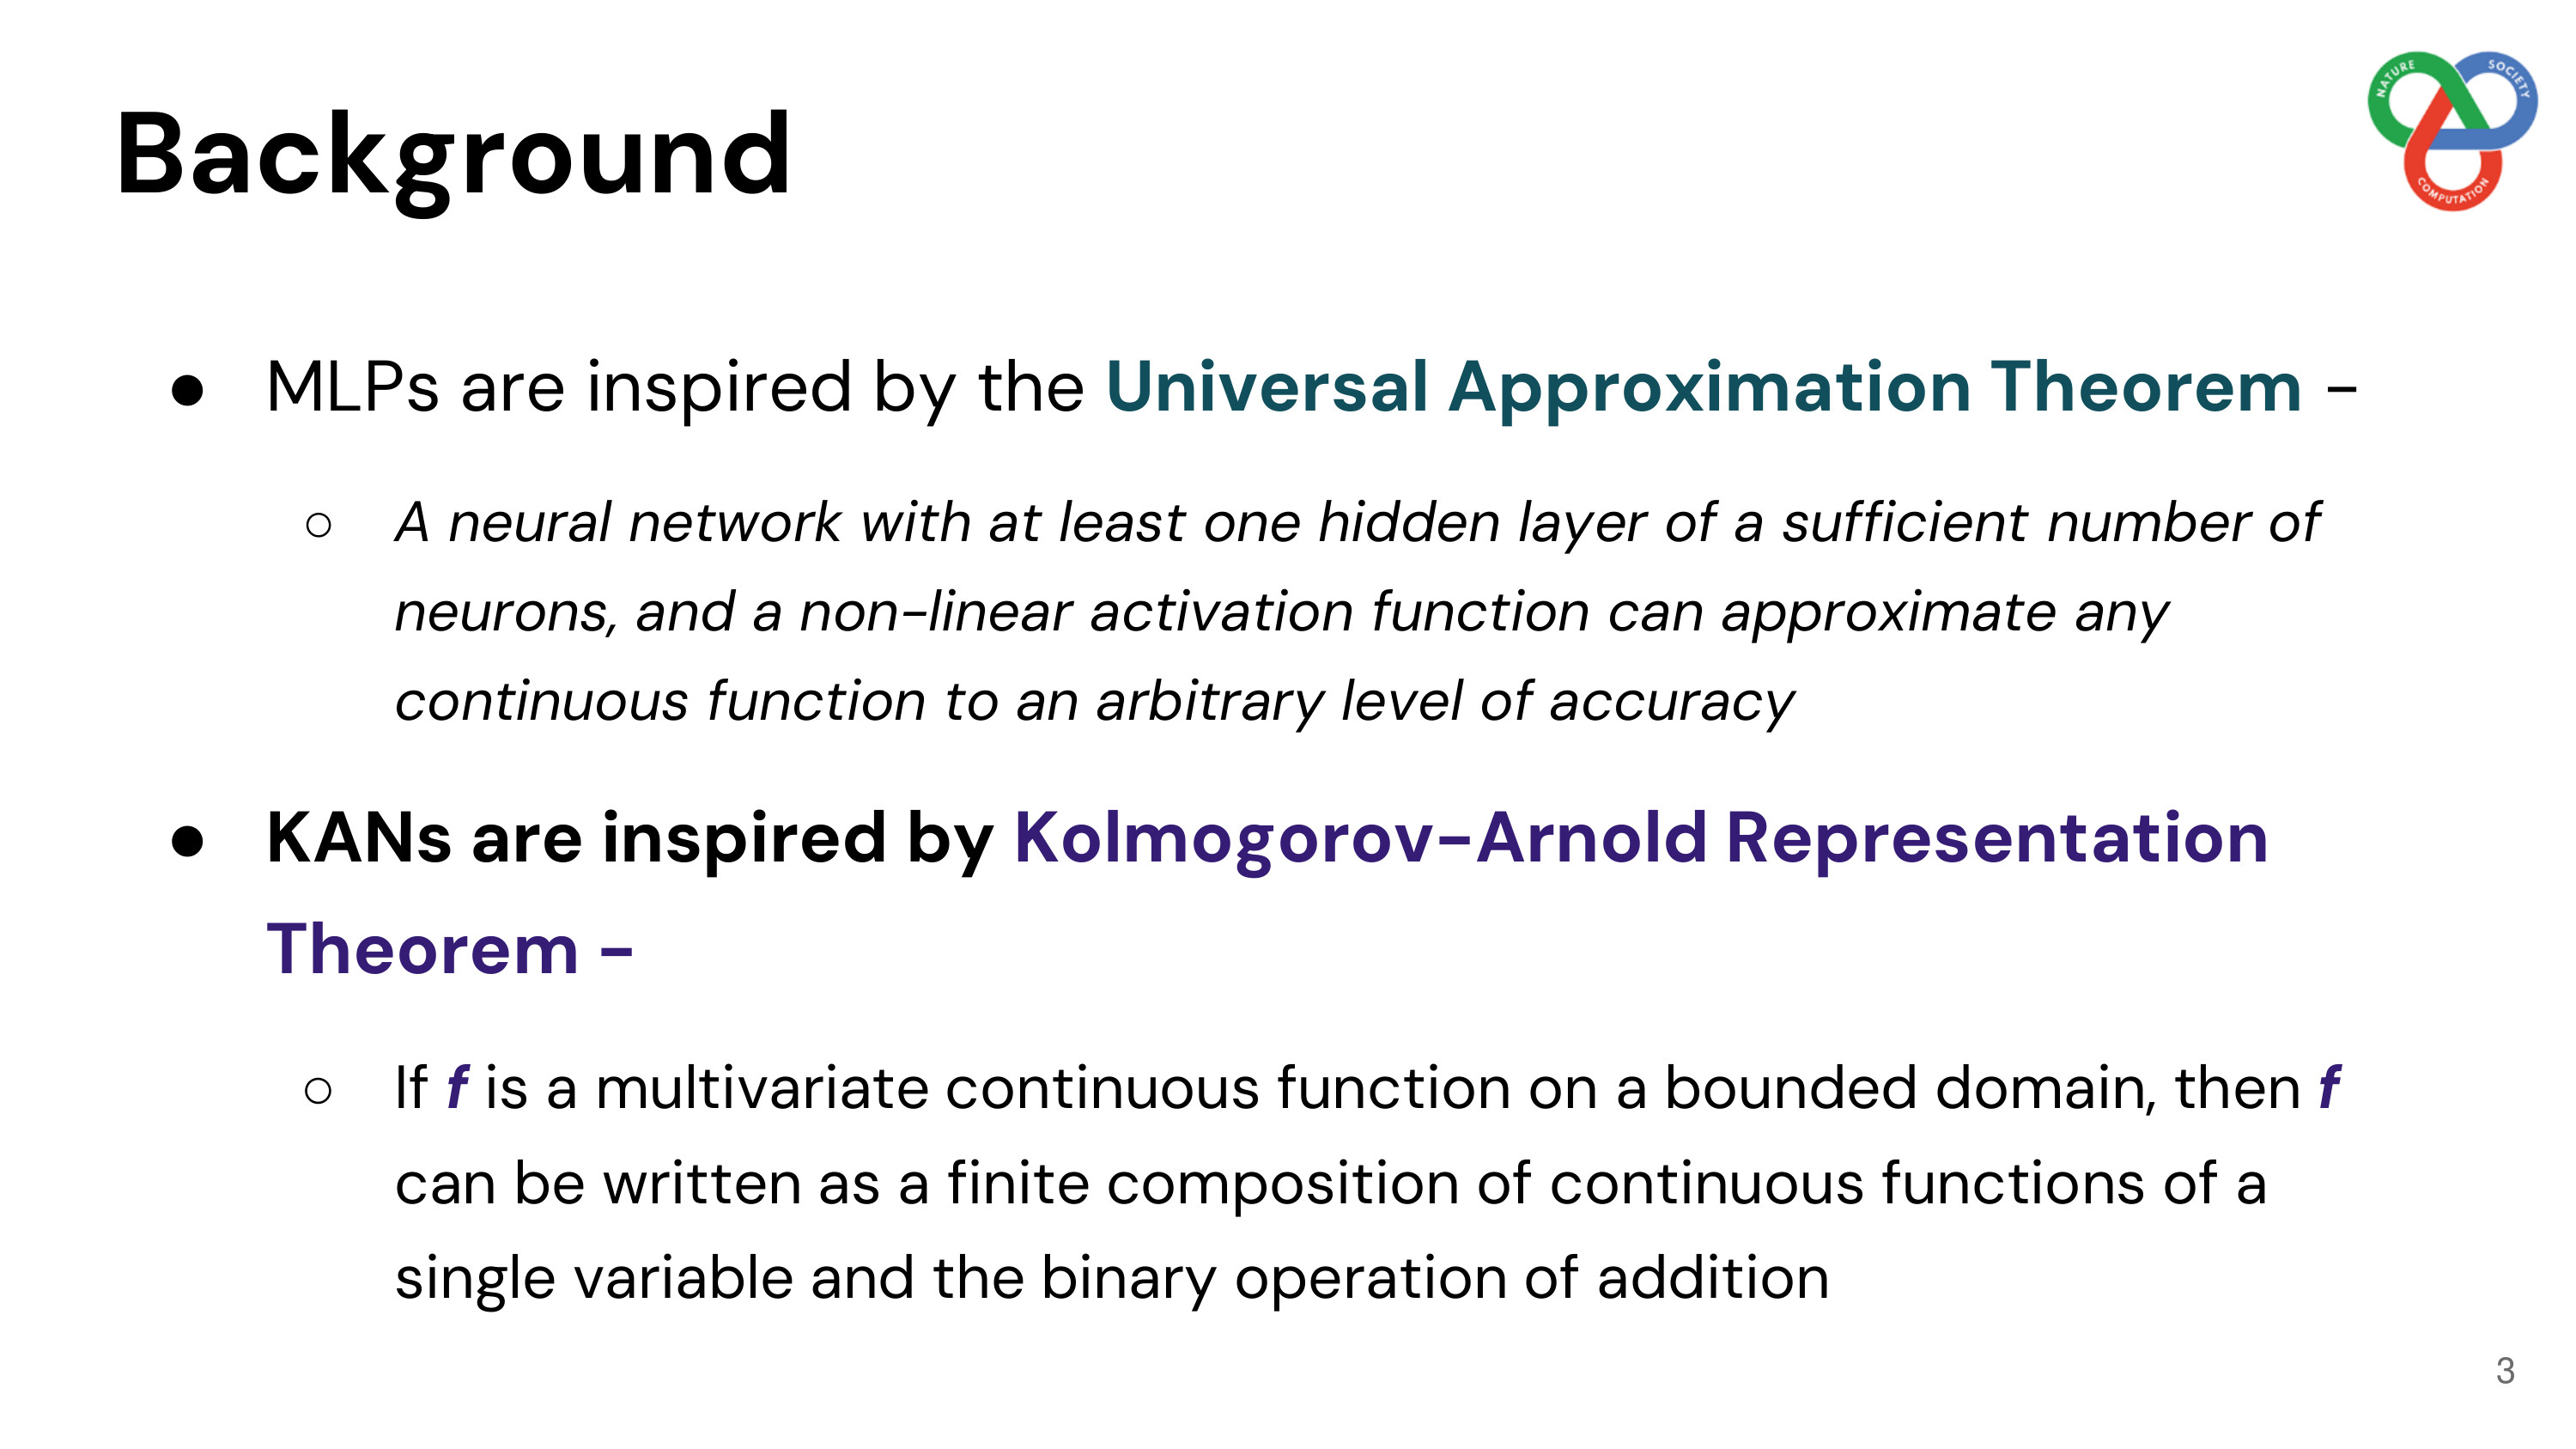 Background
NATURE
SOCIETY
COMPUTATION
● MLPs are inspired by the Universal Approximation Theorem -
○ A neural network with at least one hidden layer of a sufficient number of
neurons, and a non-linear activation function can approximate any
continuous function to an arbitrary level of accuracy
● KANs are inspired by Kolmogorov-Arnold Representation
Theorem -
○ If f is a multivariate continuous function on a bounded domain, then f
can be written as a finite composition of continuous functions of a
single variable and the binary operation of addition
3